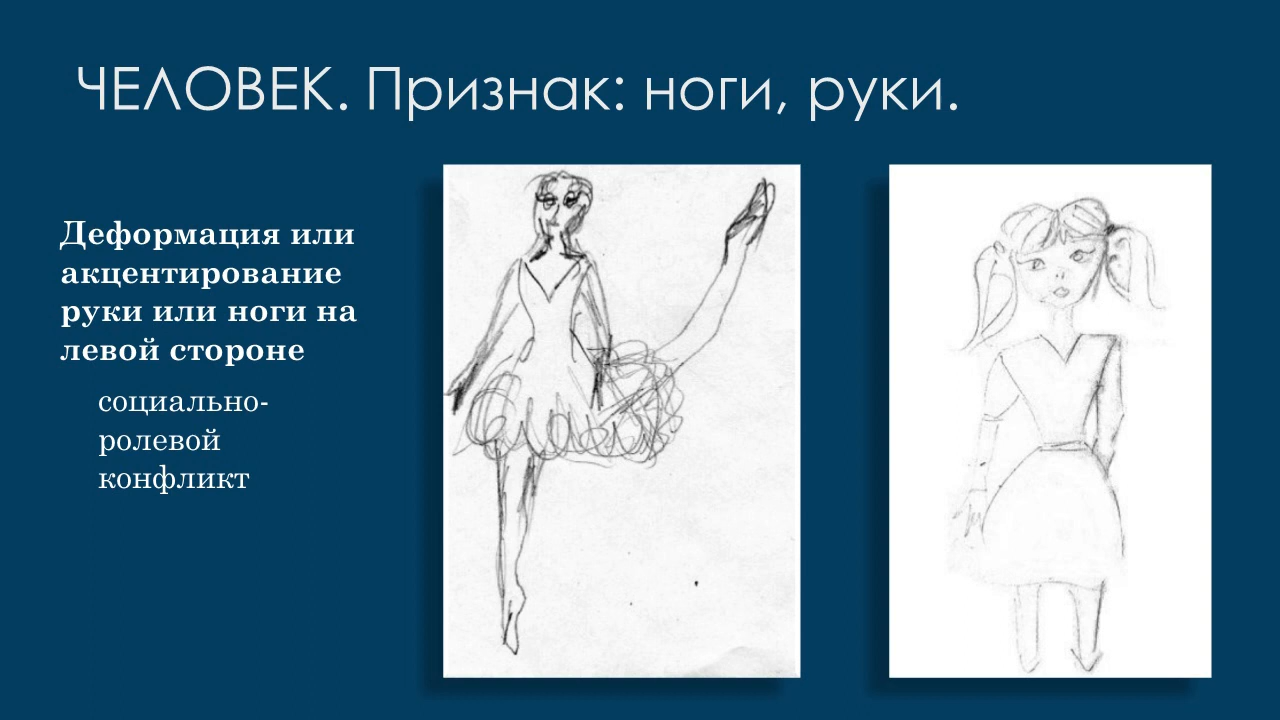 ЧЕЛОВЕК. Признак: ноги, руки.
Деформация или
акцентирование
руки или ноги на
левой стороне
социально-
ролевой
конфликт